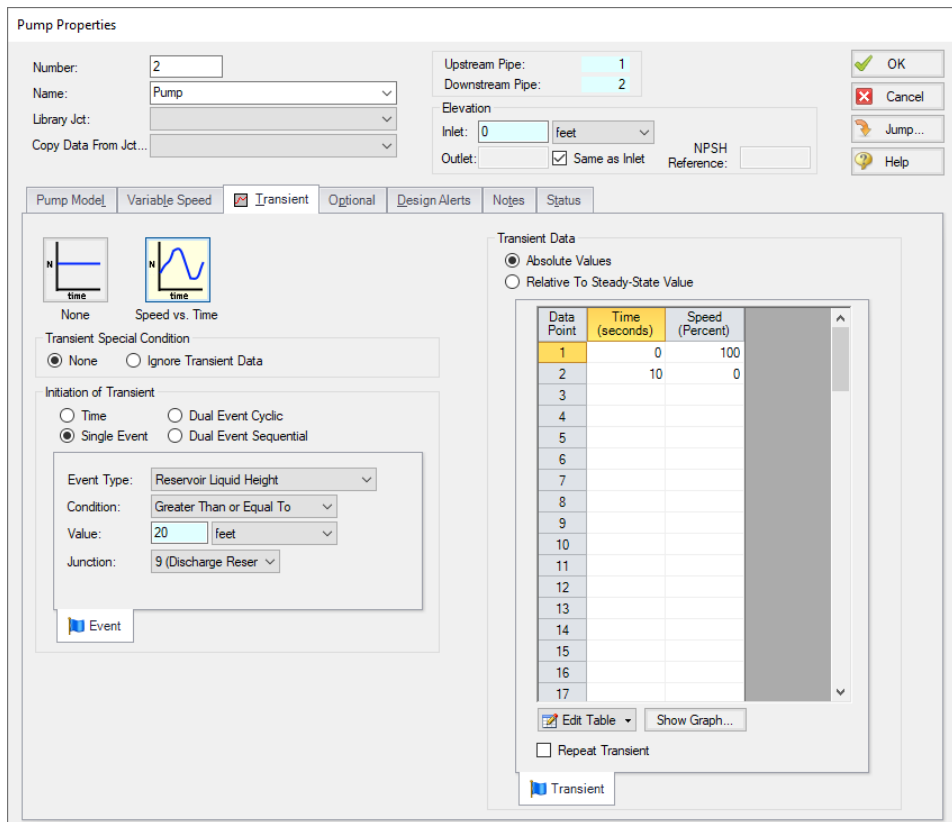 Pump Properties
Number: 2
Name: Pump
Library Jct:
Copy Data From Jct...
Upstream Pipe: 1
Downstream Pipe: 2
Elevation
Inlet: 0 feet
Outlet: Same as Inlet
NPSH
Reference:
OK
Cancel
Jump...
Help
Pump Model Variable Speed Transient Optional Design Alerts Notes Status
N
time
None
N
time
Speed vs. Time
Transient Special Condition
None Ignore Transient Data
Initiation of Transient
Time Dual Event Cyclic
Single Event Dual Event Sequential
Event Type: Reservoir Liquid Height
Condition: Greater Than or Equal To
Value: 20 feet
Junction: 9 (Discharge Reser
Event
Transient Data
Absolute Values
Relative To Steady-State Value
Data Point Time (seconds) Speed (Percent)
1 0 100
2 10 0
3
4
5
6
7
8
9
10
11
12
13
14
15
16
17
Edit Table Show Graph...
Repeat Transient
Transient